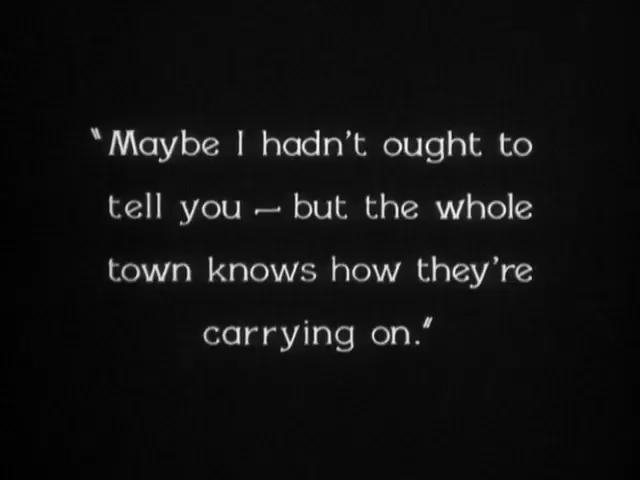 "Maybe I hadn't ought to
tell you — but the whole
town knows how they're
carrying on."